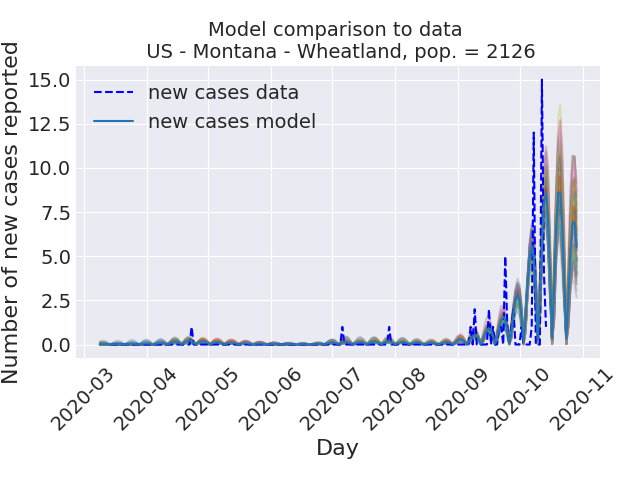 Model comparison to data
US - Montana - Wheatland, pop. = 2126
Number of new cases reported
15.0
12.5
10.0
7.5
5.0
2.5
0.0
new cases data
new cases model
2020-03
2020-04
2020-05
2020-06
2020-07
2020-08
2020-09
2020-10
2020-11
Day